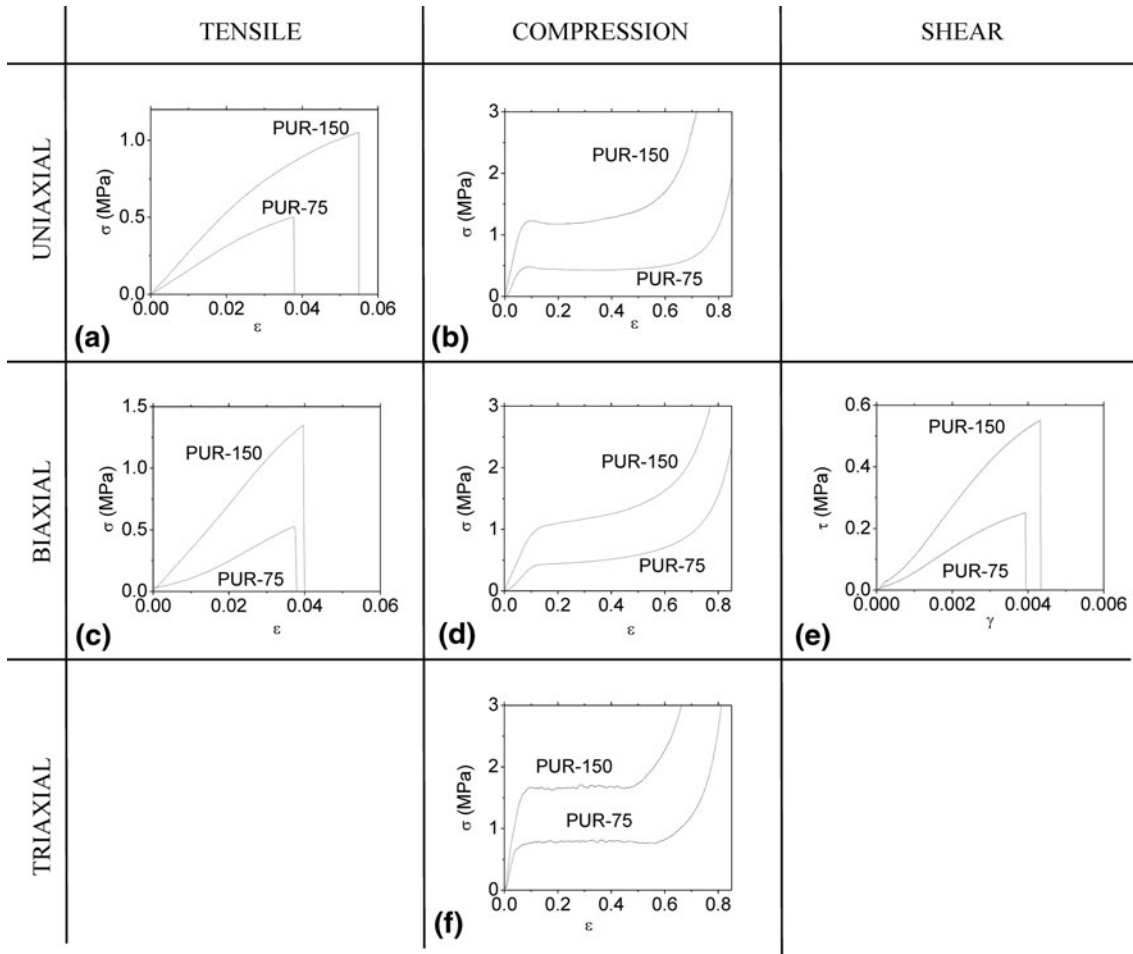 TENSILE COMPRESSION SHEAR
UNIAXIAL
σ (MPa)
1.0
0.5
0.0
PUR-150
PUR-75
0.00 0.02 0.04 0.06
ε
(a)
σ (MPa)
3
2
1
0
PUR-150
PUR-75
0.0 0.2 0.4 0.6 0.8
ε
(b)
BIAXIAL
σ (MPa)
1.5
1.0
0.5
0.0
PUR-150
PUR-75
0.00 0.02 0.04 0.06
ε
(c)
σ (MPa)
3
2
1
0
PUR-150
PUR-75
0.0 0.2 0.4 0.6 0.8
ε
(d)
τ (MPa)
0.6
0.4
0.2
0.0
PUR-150
PUR-75
0.000 0.002 0.004 0.006
γ
(e)
TRIAXIAL
σ (MPa)
3
2
1
0
PUR-150
PUR-75
0.0 0.2 0.4 0.6 0.8
ε
(f)